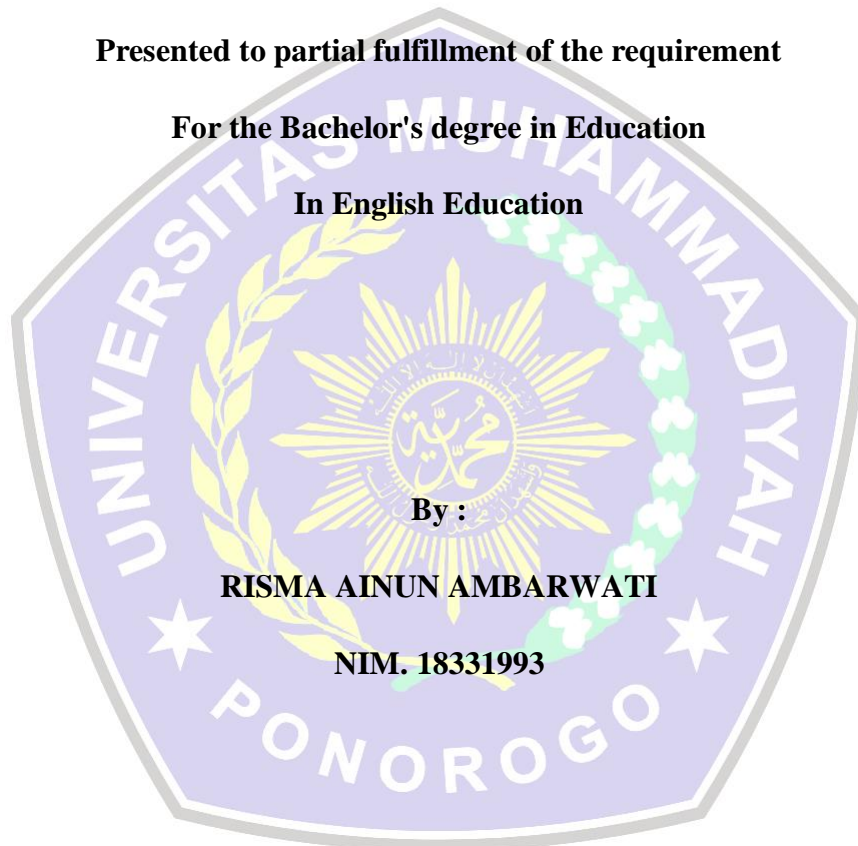 Presented to partial fulfillment of the requirement
For the Bachelor's degree in Education
In English Education
UNIVERSITAS MUHAMMADIYAH
محمدية
By :
RISMA AINUN AMBARWATI
NIM. 18331993
PONOROGO